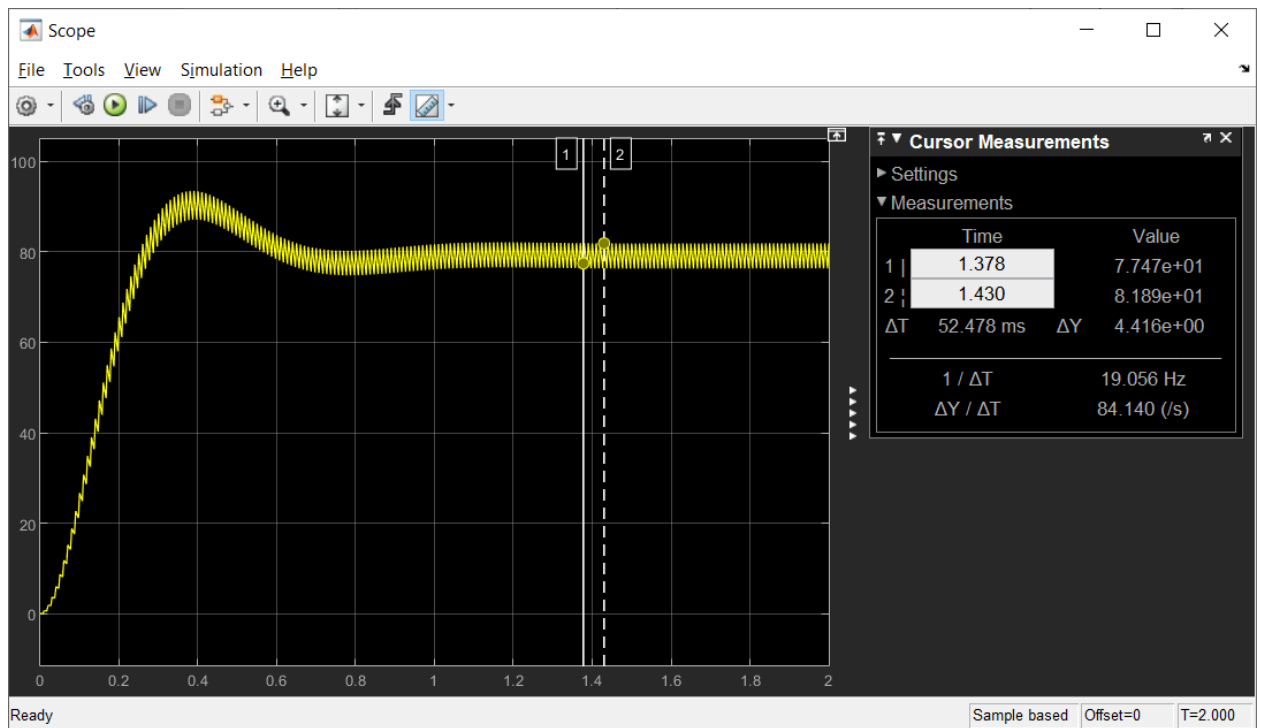 Scope
File Tools View Simulation Help
Cursor Measurements
Settings
Measurements
Time Value
1 | 1.378 7.747e+01
2 ¦ 1.430 8.189e+01
ΔT 52.478 ms ΔY 4.416e+00
1 / ΔT 19.056 Hz
ΔY / ΔT 84.140 (/s)
1 2
100
80
60
40
20
0
0 0.2 0.4 0.6 0.8 1 1.2 1.4 1.6 1.8 2
Ready Sample based Offset=0 T=2.000